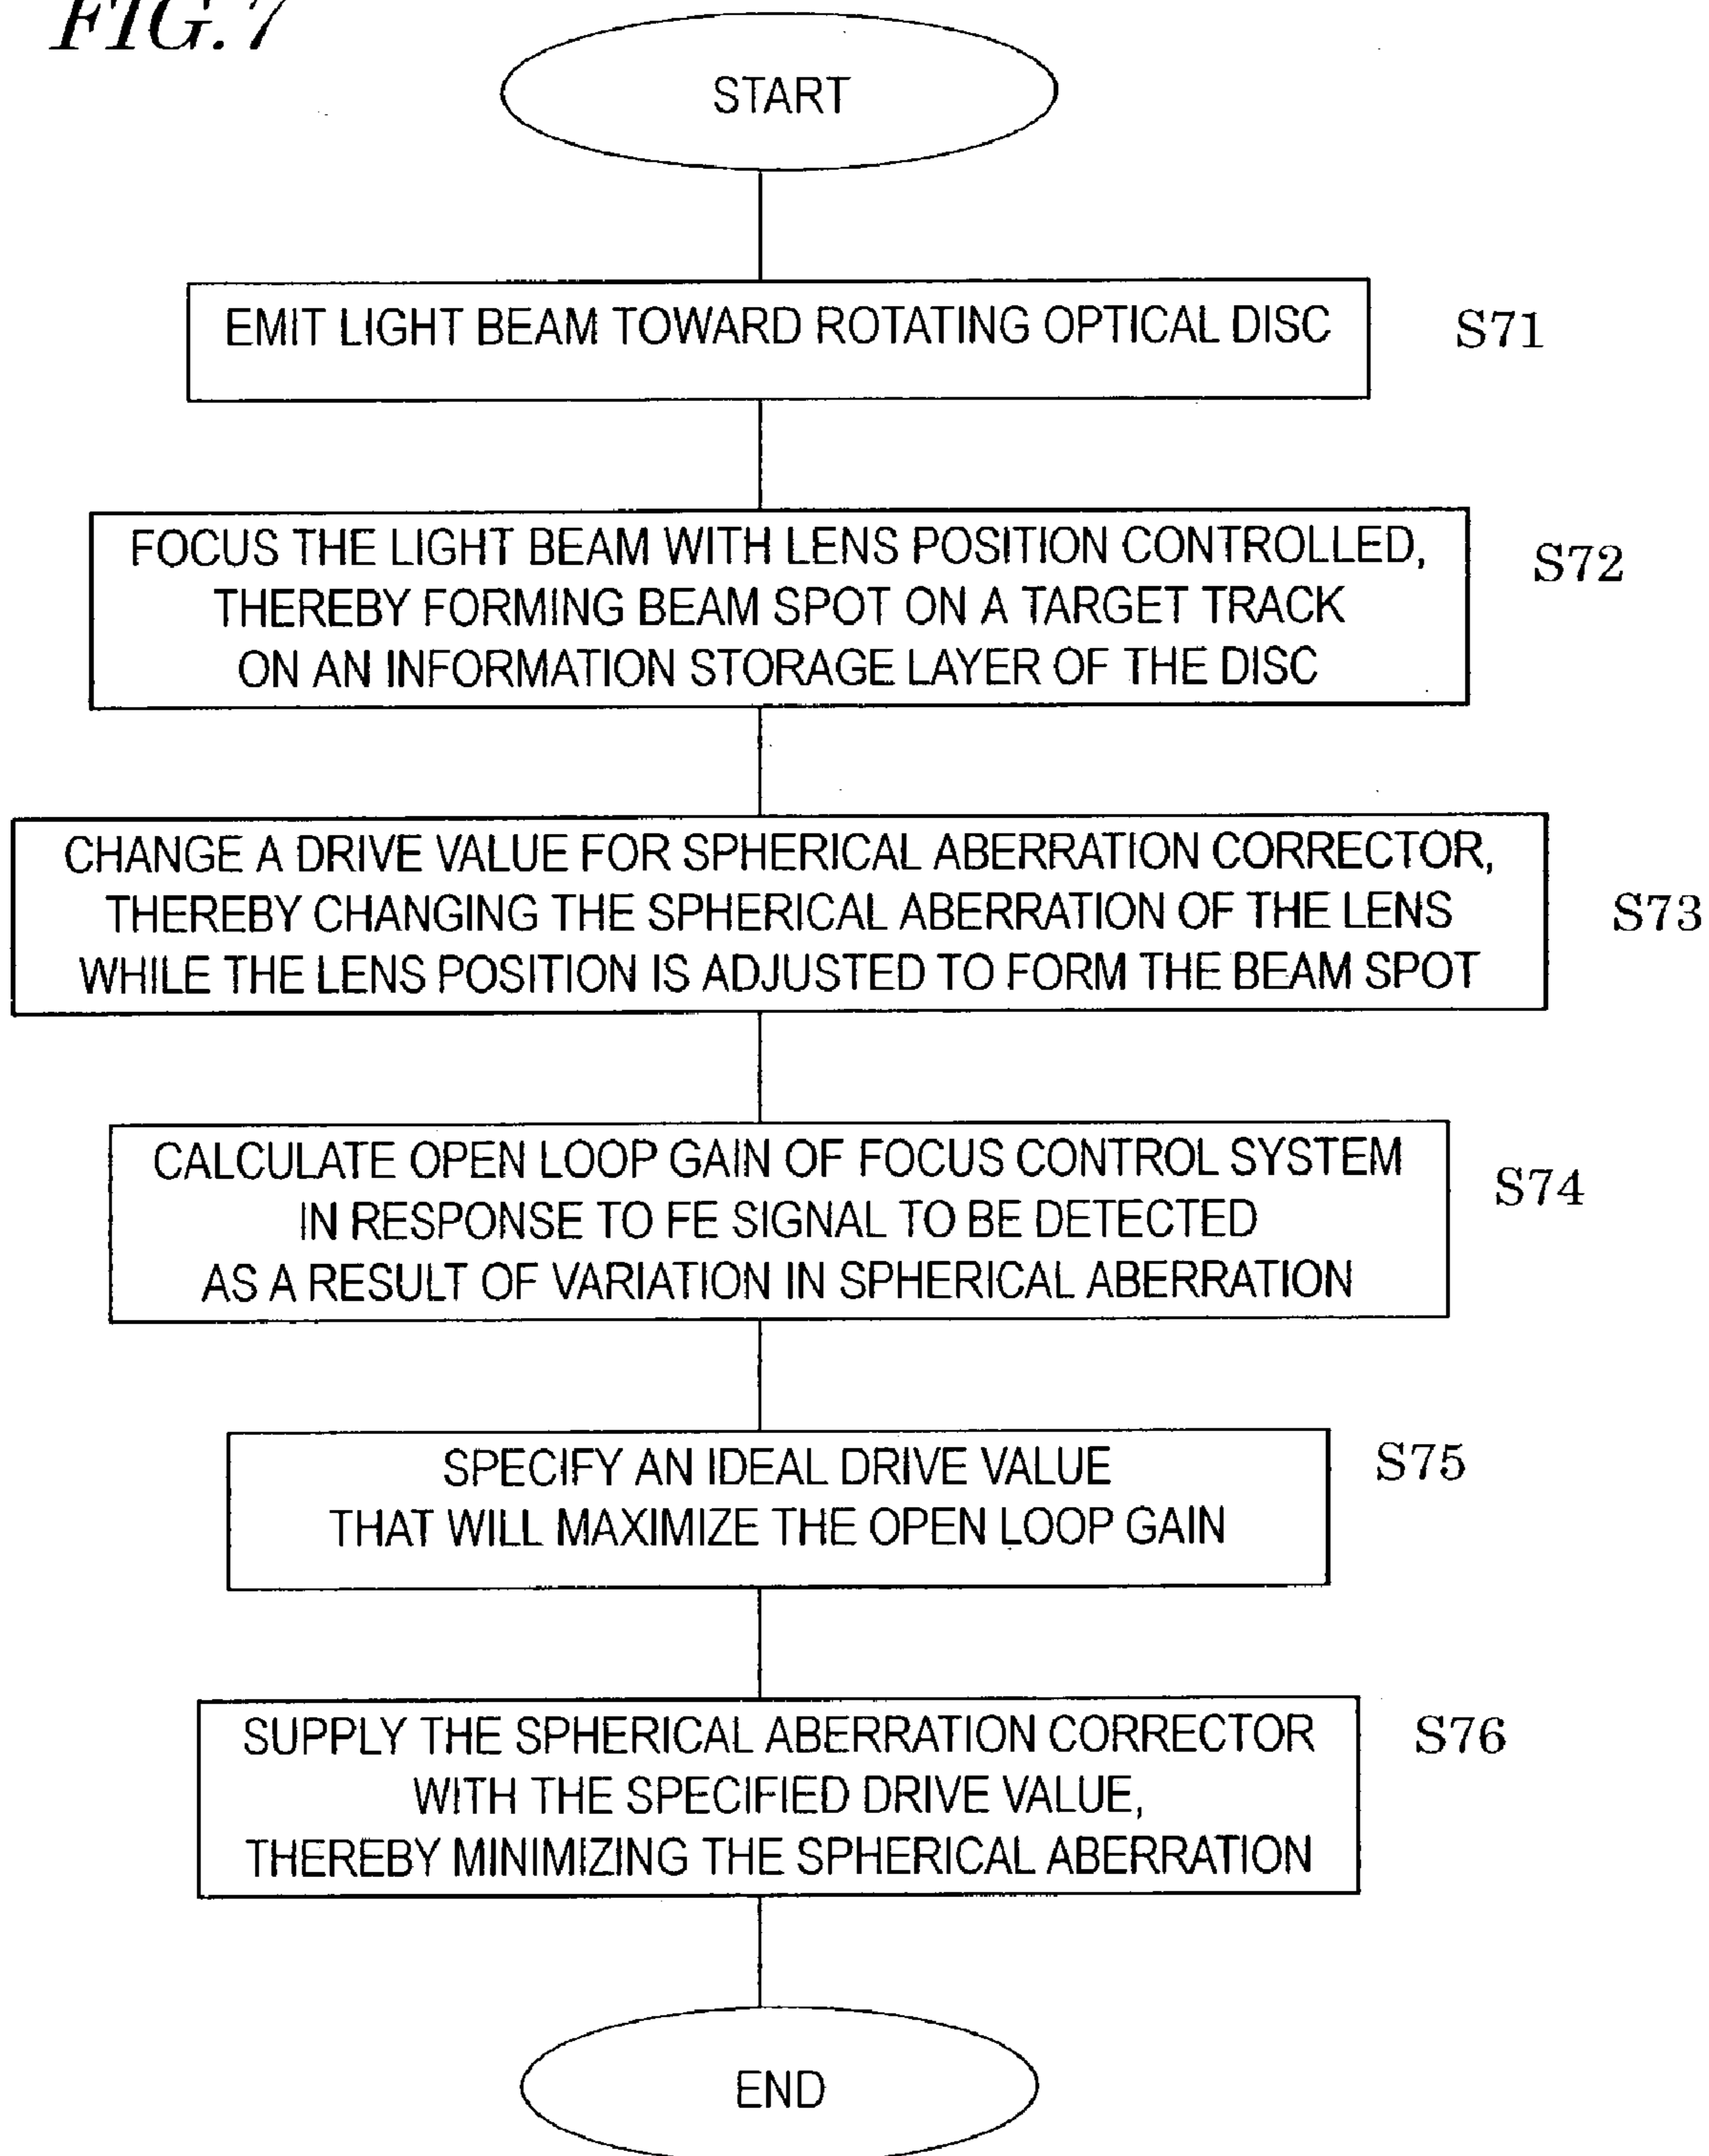 FIG. 7
START
EMIT LIGHT BEAM TOWARD ROTATING OPTICAL DISC
S71
FOCUS THE LIGHT BEAM WITH LENS POSITION CONTROLLED,
THEREBY FORMING BEAM SPOT ON A TARGET TRACK
ON AN INFORMATION STORAGE LAYER OF THE DISC
S72
CHANGE A DRIVE VALUE FOR SPHERICAL ABERRATION CORRECTOR,
THEREBY CHANGING THE SPHERICAL ABERRATION OF THE LENS
WHILE THE LENS POSITION IS ADJUSTED TO FORM THE BEAM SPOT
S73
CALCULATE OPEN LOOP GAIN OF FOCUS CONTROL SYSTEM
IN RESPONSE TO FE SIGNAL TO BE DETECTED
AS A RESULT OF VARIATION IN SPHERICAL ABERRATION
S74
SPECIFY AN IDEAL DRIVE VALUE
THAT WILL MAXIMIZE THE OPEN LOOP GAIN
S75
SUPPLY THE SPHERICAL ABERRATION CORRECTOR
WITH THE SPECIFIED DRIVE VALUE,
THEREBY MINIMIZING THE SPHERICAL ABERRATION
S76
END